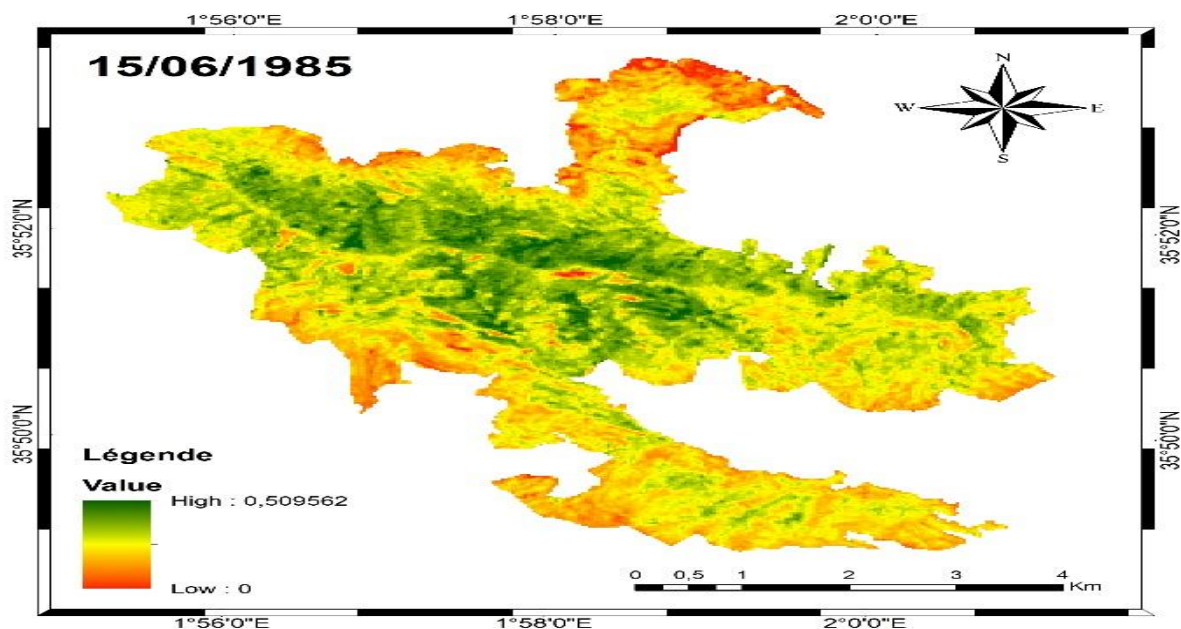 1°56'0"E 1°58'0"E 2°0'0"E
15/06/1985
N
W E
S
35°52'0"N 35°52'0"N
35°50'0"N 35°50'0"N
Légende
Value
High : 0,509562
Low : 0
0 0,5 1 2 3 4
Km
1°56'0"E 1°58'0"E 2°0'0"E